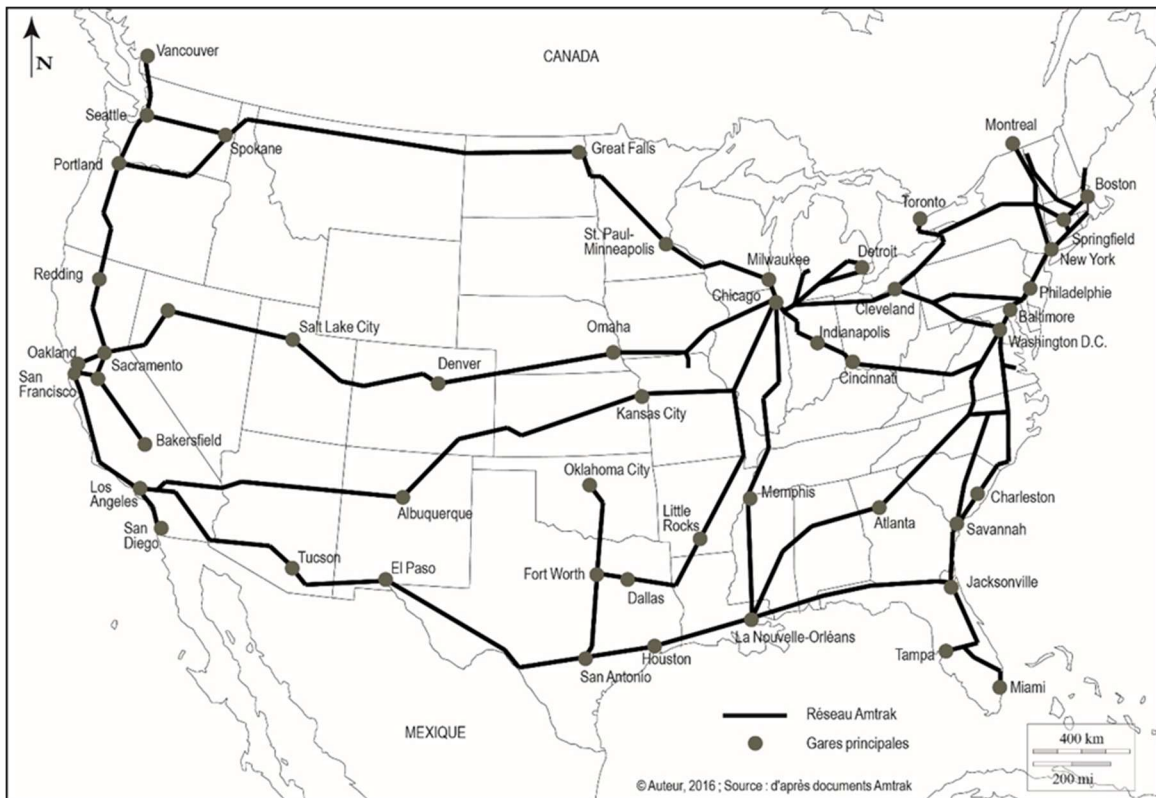 Vancouver
N
CANADA
Seattle
Spokane
Portland
Great Falls
Montreal
Boston
Toronto
Springfield
New York
St. Paul-
Minneapolis
Milwaukee
Detroit
Redding
Chicago
Cleveland
Philadelphie
Baltimore
Washington D.C.
Salt Lake City
Omaha
Indianapolis
Cincinnati
Oakland
Sacramento
San
Francisco
Denver
Kansas City
Bakersfield
Oklahoma City
Los
Angeles
Albuquerque
Little
Rocks
Memphis
Atlanta
Charleston
Savannah
San
Diego
Tucson
El Paso
Fort Worth
Dallas
Jacksonville
La Nouvelle-Orléans
Houston
San Antonio
Tampa
Miami
MEXIQUE
Réseau Amtrak
Gares principales
400 km
200 mi
© Auteur, 2016 ; Source : d'après documents Amtrak